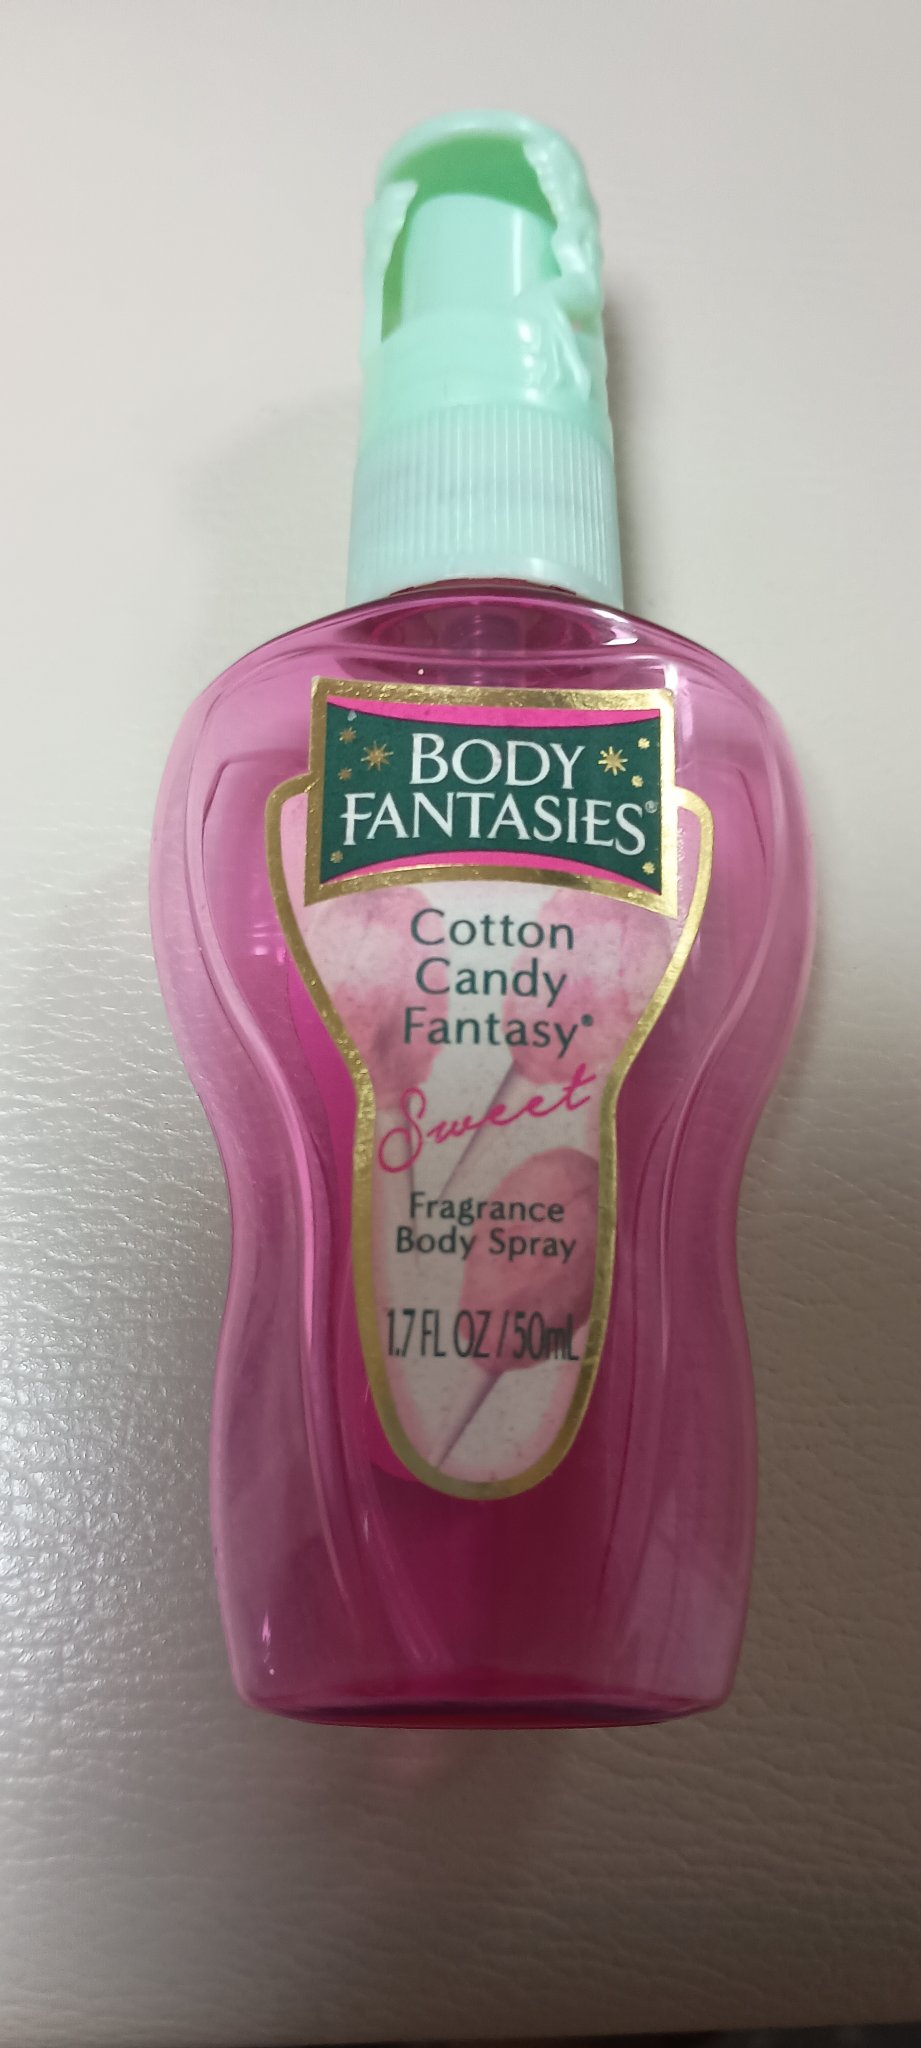 BODY
FANTASIES®
Cotton
Candy
Fantasy®
Sweet
Fragrance
Body Spray
1.7 FL OZ / 50mL